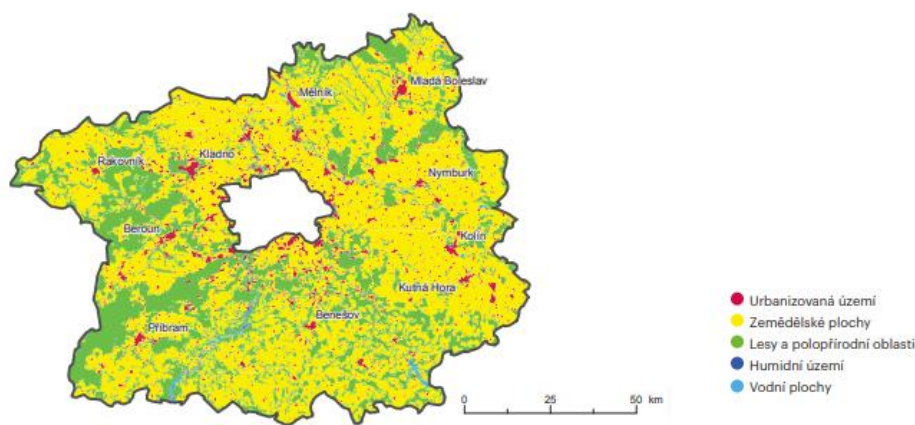 Mladá Boleslav
Mělník
Rakovník
Kladno
Nymburk
Beroun
Kolín
Kutná Hora
Příbram
Benešov
Urbanizovaná území
Zemědělské plochy
Lesy a polopřírodní oblasti
Humidní území
Vodní plochy
0 25 50 km